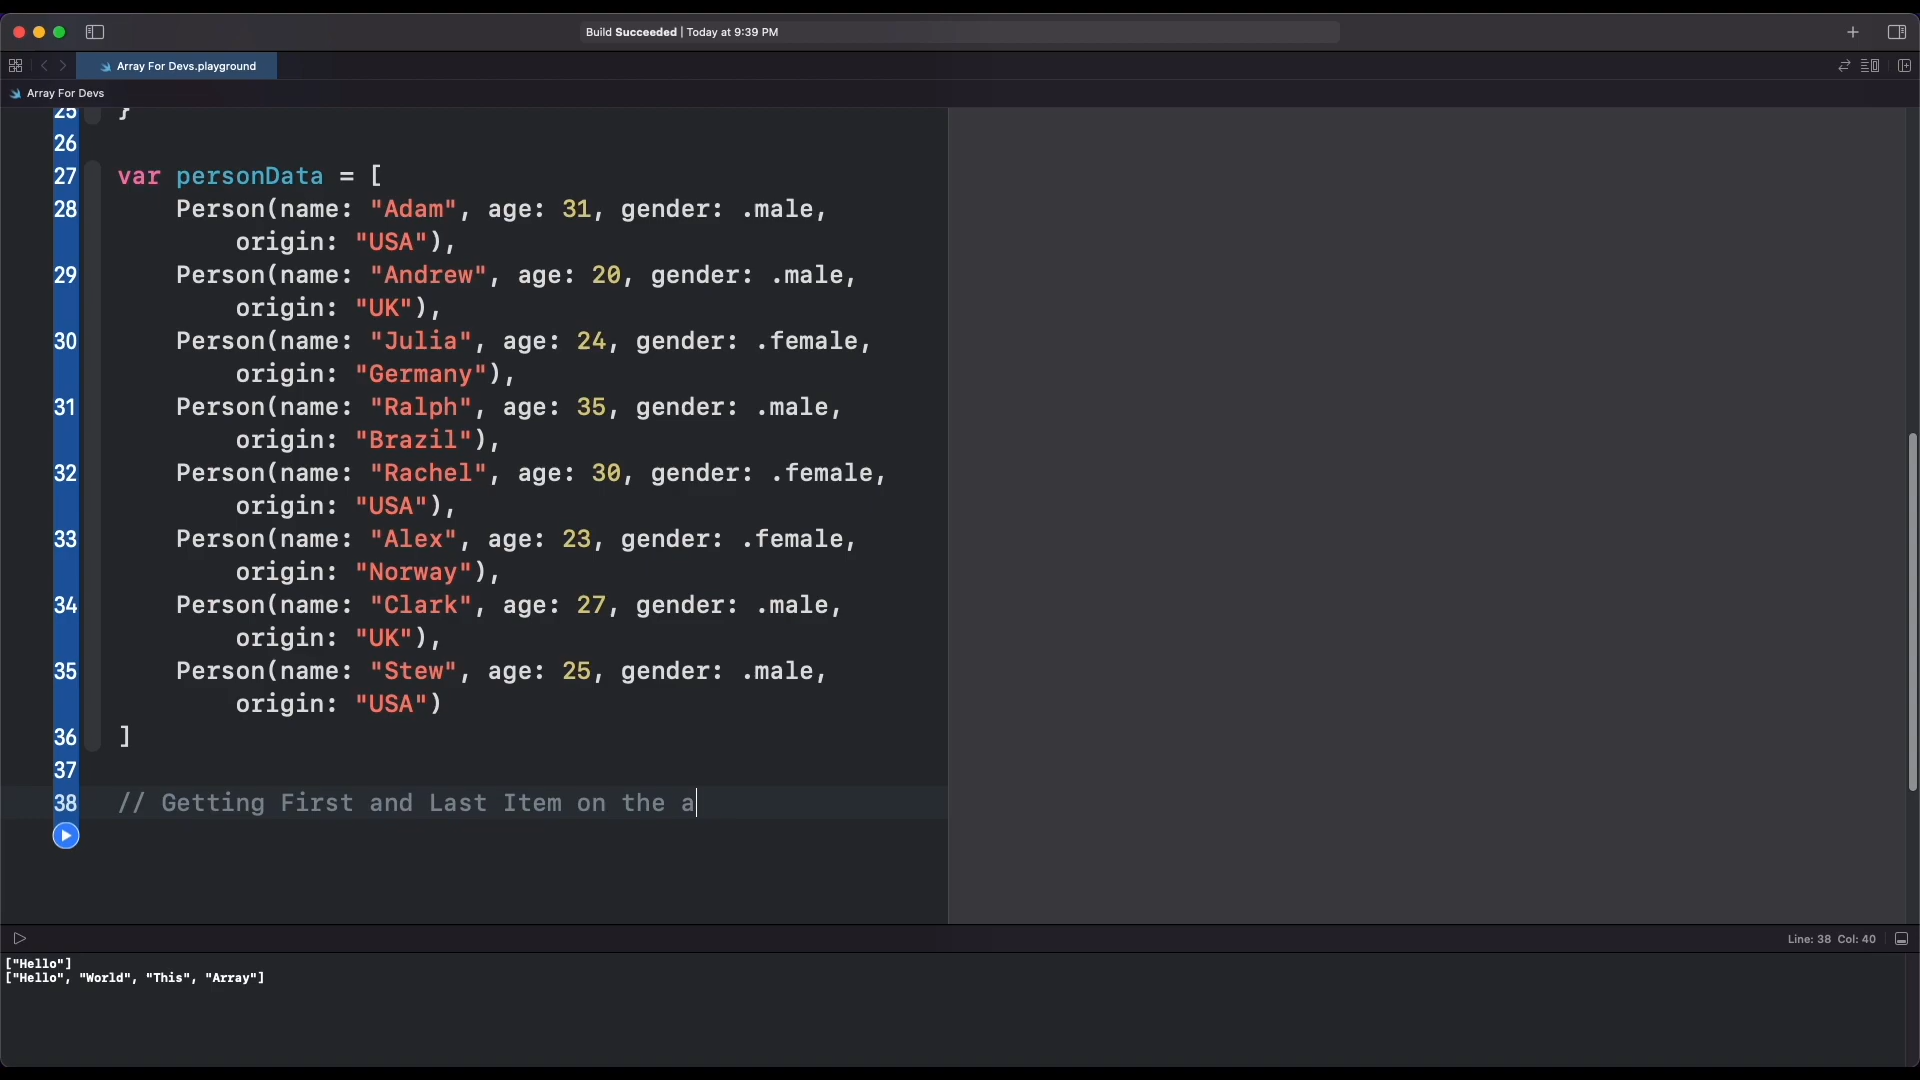 Build Succeeded | Today at 9:39 PM
Array For Devs.playground
Array For Devs
25 }
26
27 var personData = [
28 Person(name: "Adam", age: 31, gender: .male,
origin: "USA"),
29 Person(name: "Andrew", age: 20, gender: .male,
origin: "UK"),
30 Person(name: "Julia", age: 24, gender: .female,
origin: "Germany"),
31 Person(name: "Ralph", age: 35, gender: .male,
origin: "Brazil"),
32 Person(name: "Rachel", age: 30, gender: .female,
origin: "USA"),
33 Person(name: "Alex", age: 23, gender: .female,
origin: "Norway"),
34 Person(name: "Clark", age: 27, gender: .male,
origin: "UK"),
35 Person(name: "Stew", age: 25, gender: .male,
origin: "USA")
36 ]
37
38 // Getting First and Last Item on the a
Line: 38 Col: 40
["Hello"]
["Hello", "World", "This", "Array"]